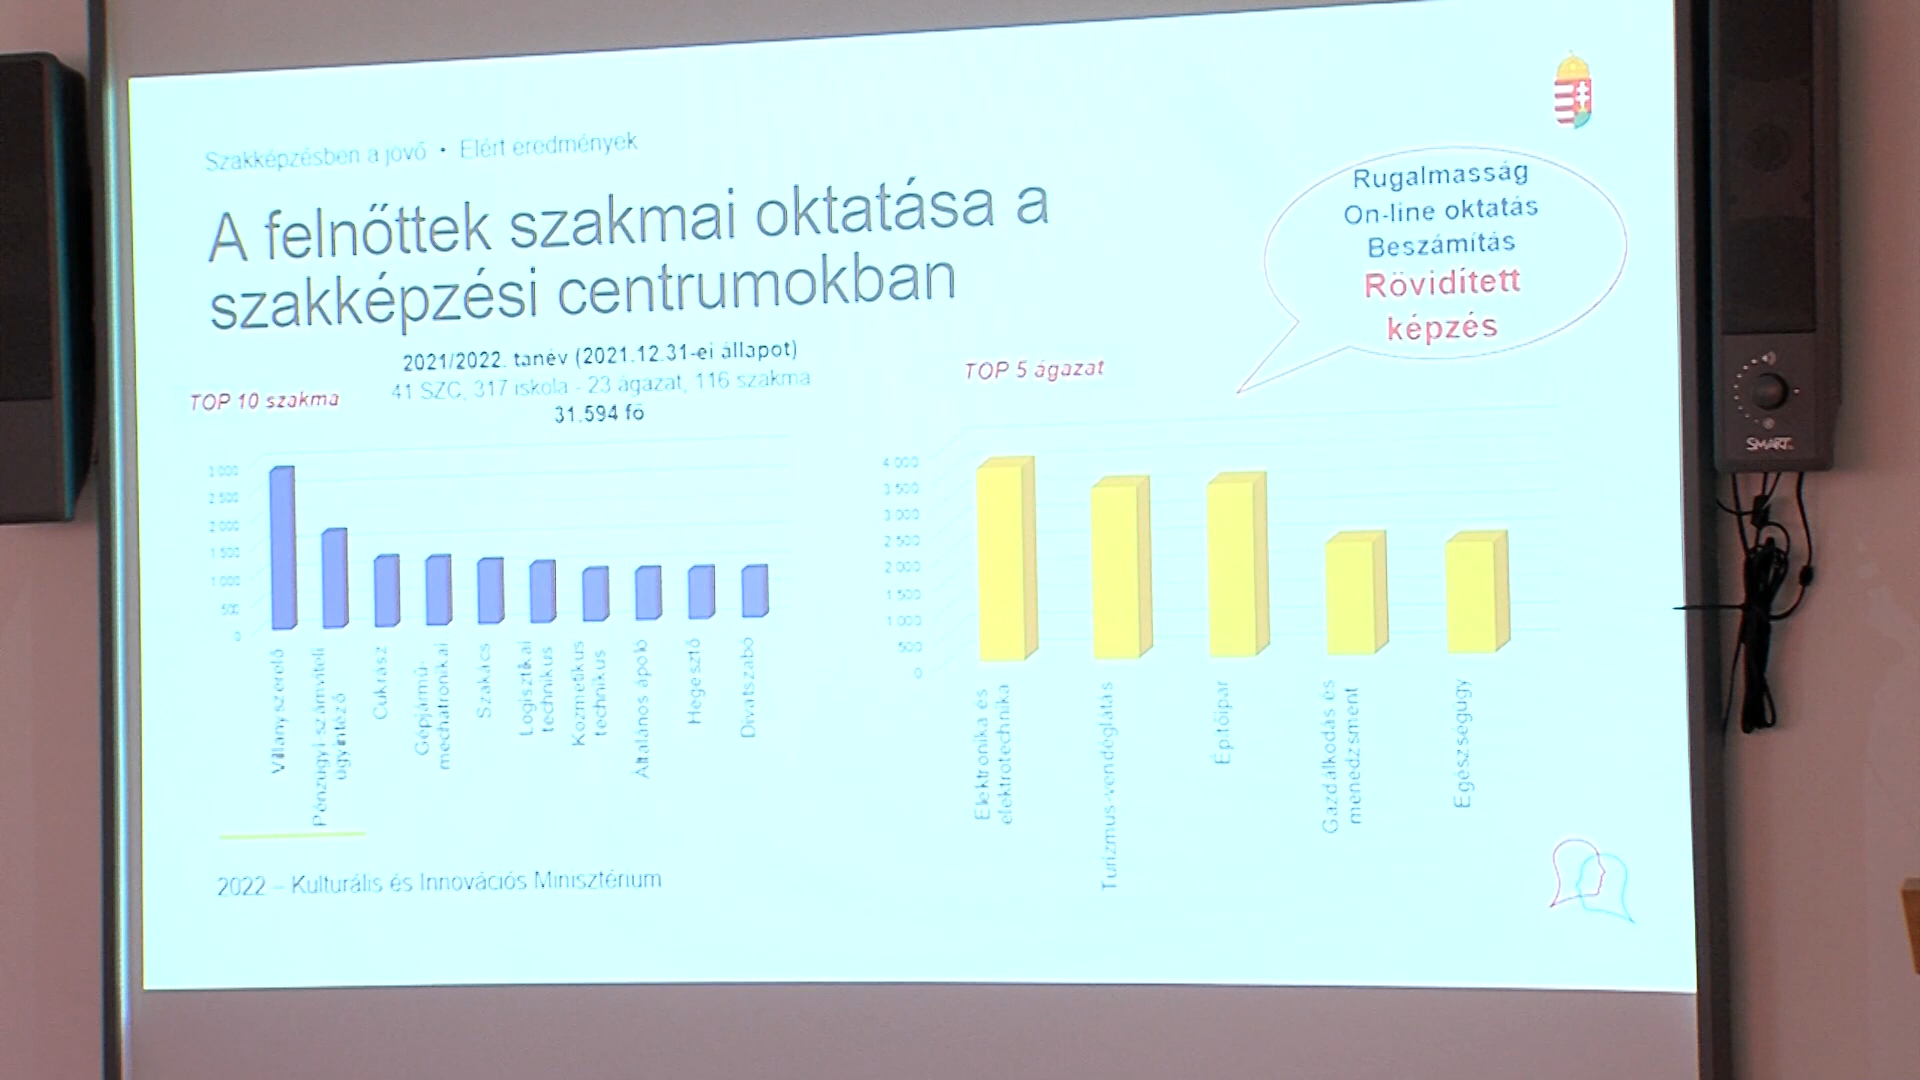 Szakképzésben a jövő • Elért eredmények
A felnőttek szakmai oktatása a
szakképzési centrumokban
Rugalmasság
On-line oktatás
Beszámítás
Rövidített
képzés
2021/2022. tanév (2021.12.31-ei állapot)
41 SZC, 317 iskola - 23 ágazat, 116 szakma
31.594 fő
TOP 10 szakma
3 000
2 500
2 000
1 500
1 000
500
0
Villanyszerelő
Pénzügyi-számviteli
ügyintéző
Cukrász
Gépjármű-
mechatronikai
Szakács
Logisztikai
technikus
Kozmetikus
technikus
Általános ápoló
Hegesztő
Divatszabó
TOP 5 ágazat
4 000
3 500
3 000
2 500
2 000
1 500
1 000
500
0
Elektronika és
elektrotechnika
Turizmus-vendéglátás
Építőipar
Gazdálkodás és
menedzsment
Egészségügy
2022 – Kulturális és Innovációs Minisztérium
SMART